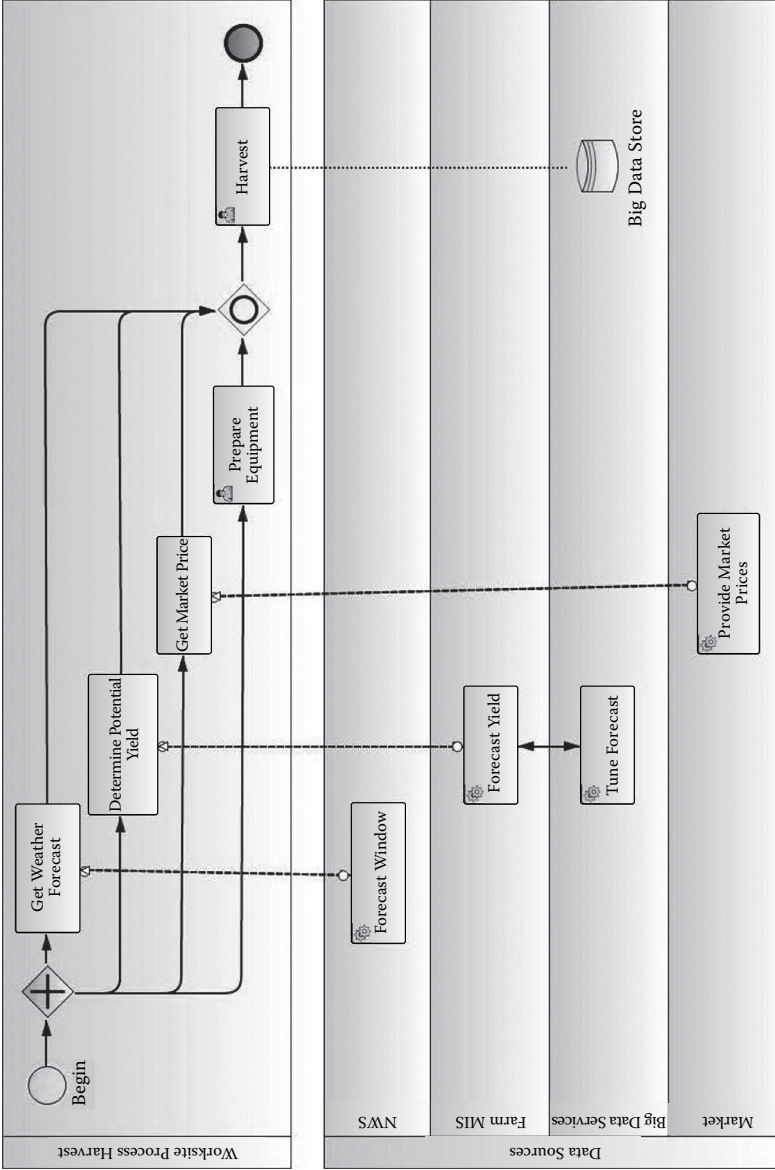 Worksite Process Harvest
Begin
Get Weather
Forecast
Determine Potential
Yield
Get Market Price
Prepare
Equipment
Harvest
Data Sources
NWS
Forecast Window
Farm MIS
Forecast Yield
Big Data Services
Tune Forecast
Big Data Store
Market
Provide Market
Prices